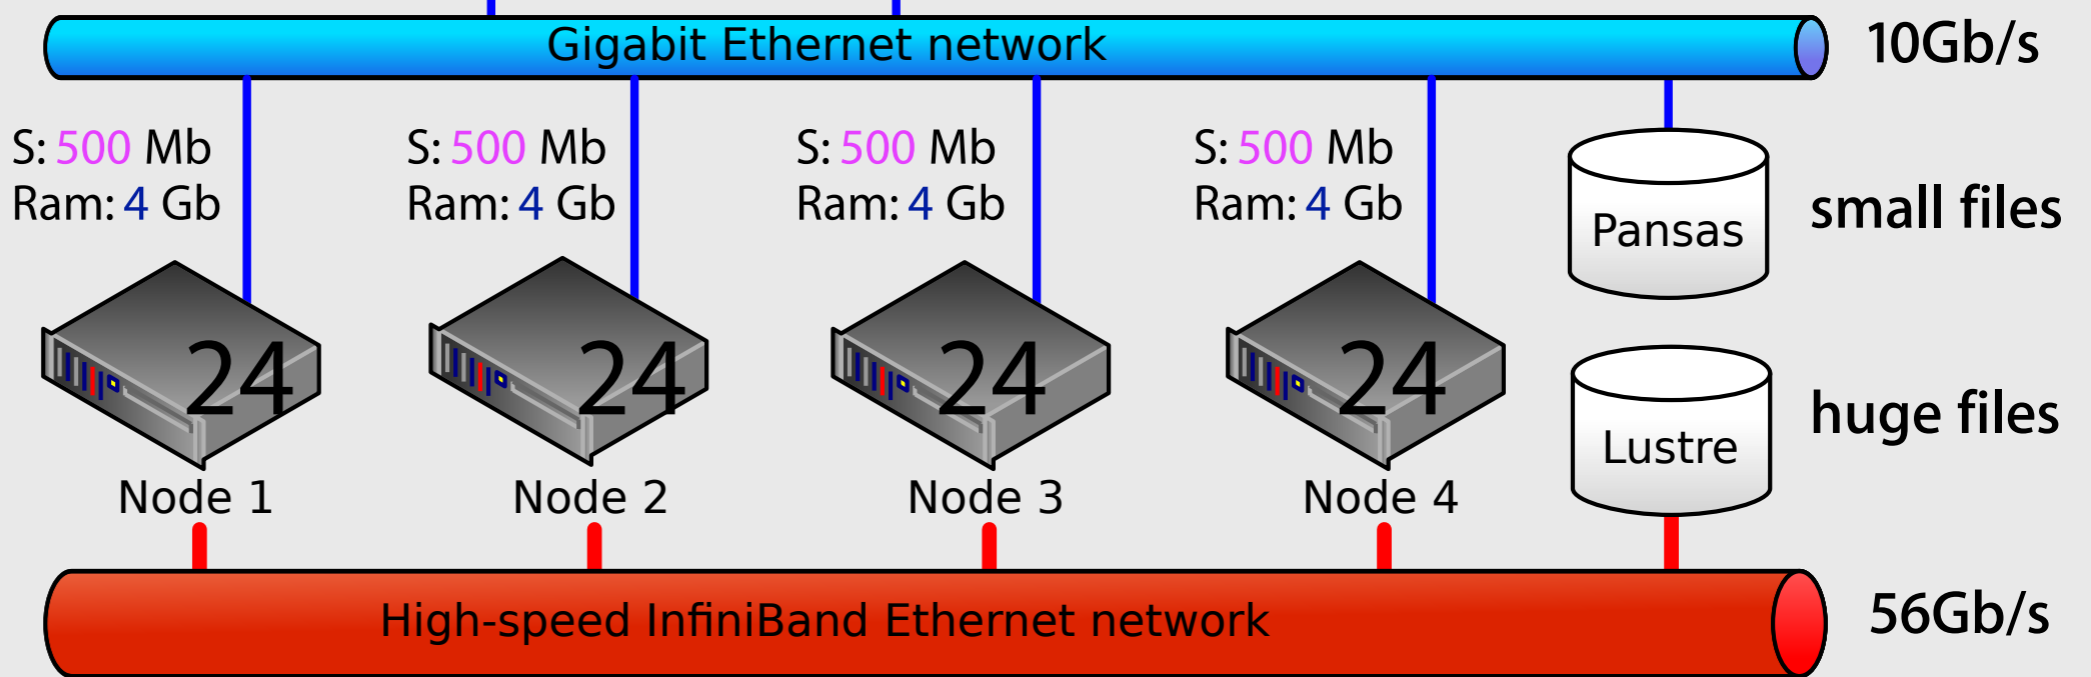 Gigabit Ethernet network
10Gb/s
S: 500 Mb
Ram: 4 Gb
S: 500 Mb
Ram: 4 Gb
S: 500 Mb
Ram: 4 Gb
S: 500 Mb
Ram: 4 Gb
Pansas
small files
24
24
24
24
Lustre
huge files
Node 1
Node 2
Node 3
Node 4
High-speed InfiniBand Ethernet network
56Gb/s